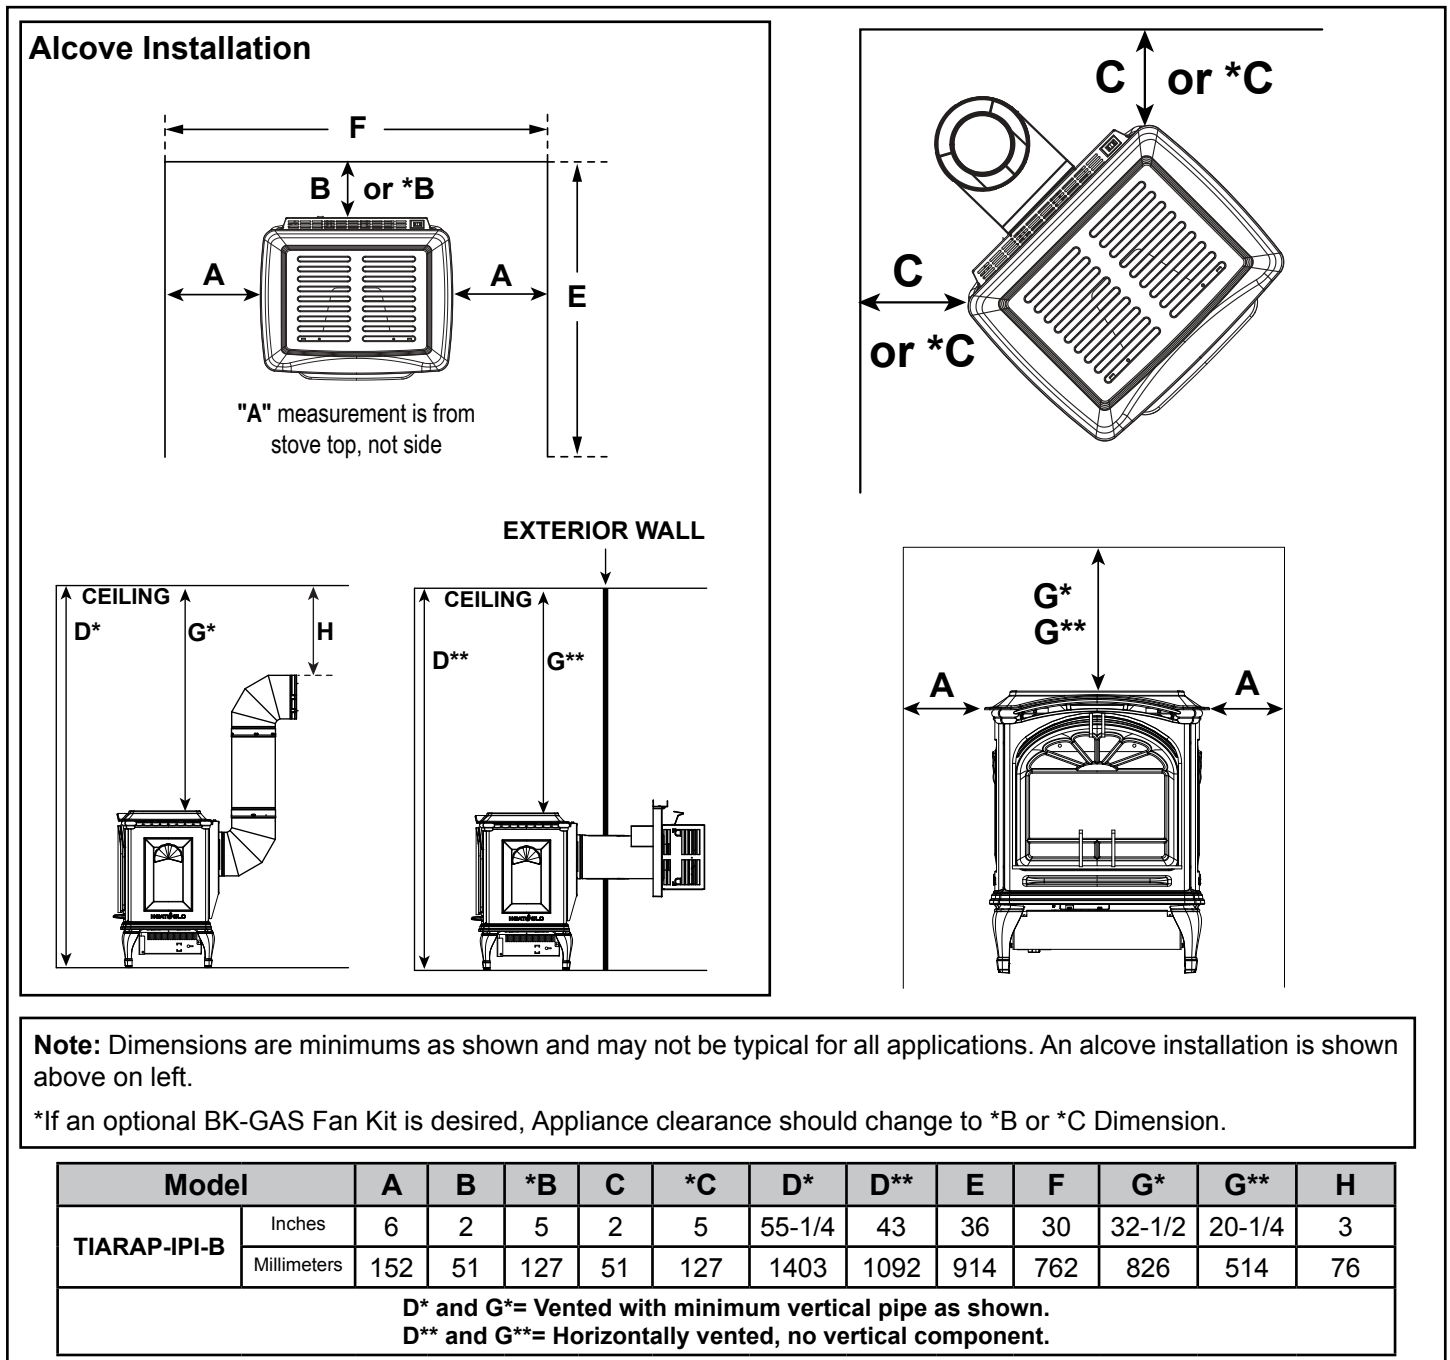 Alcove Installation
F
B or *B
A
A
E
"A" measurement is from
stove top, not side
C or *C
C
or *C
EXTERIOR WALL
CEILING
D*
G*
H
HEAT&GLO
CEILING
D**
G**
HEAT&GLO
G*
G**
A
A
Note: Dimensions are minimums as shown and may not be typical for all applications. An alcove installation is shown
above on left.
*If an optional BK-GAS Fan Kit is desired, Appliance clearance should change to *B or *C Dimension.
Model A B *B C *C D* D** E F G* G** H
TIARAP-IPI-B
Inches 6 2 5 2 5 55-1/4 43 36 30 32-1/2 20-1/4 3
Millimeters 152 51 127 51 127 1403 1092 914 762 826 514 76
D* and G*= Vented with minimum vertical pipe as shown.
D** and G**= Horizontally vented, no vertical component.